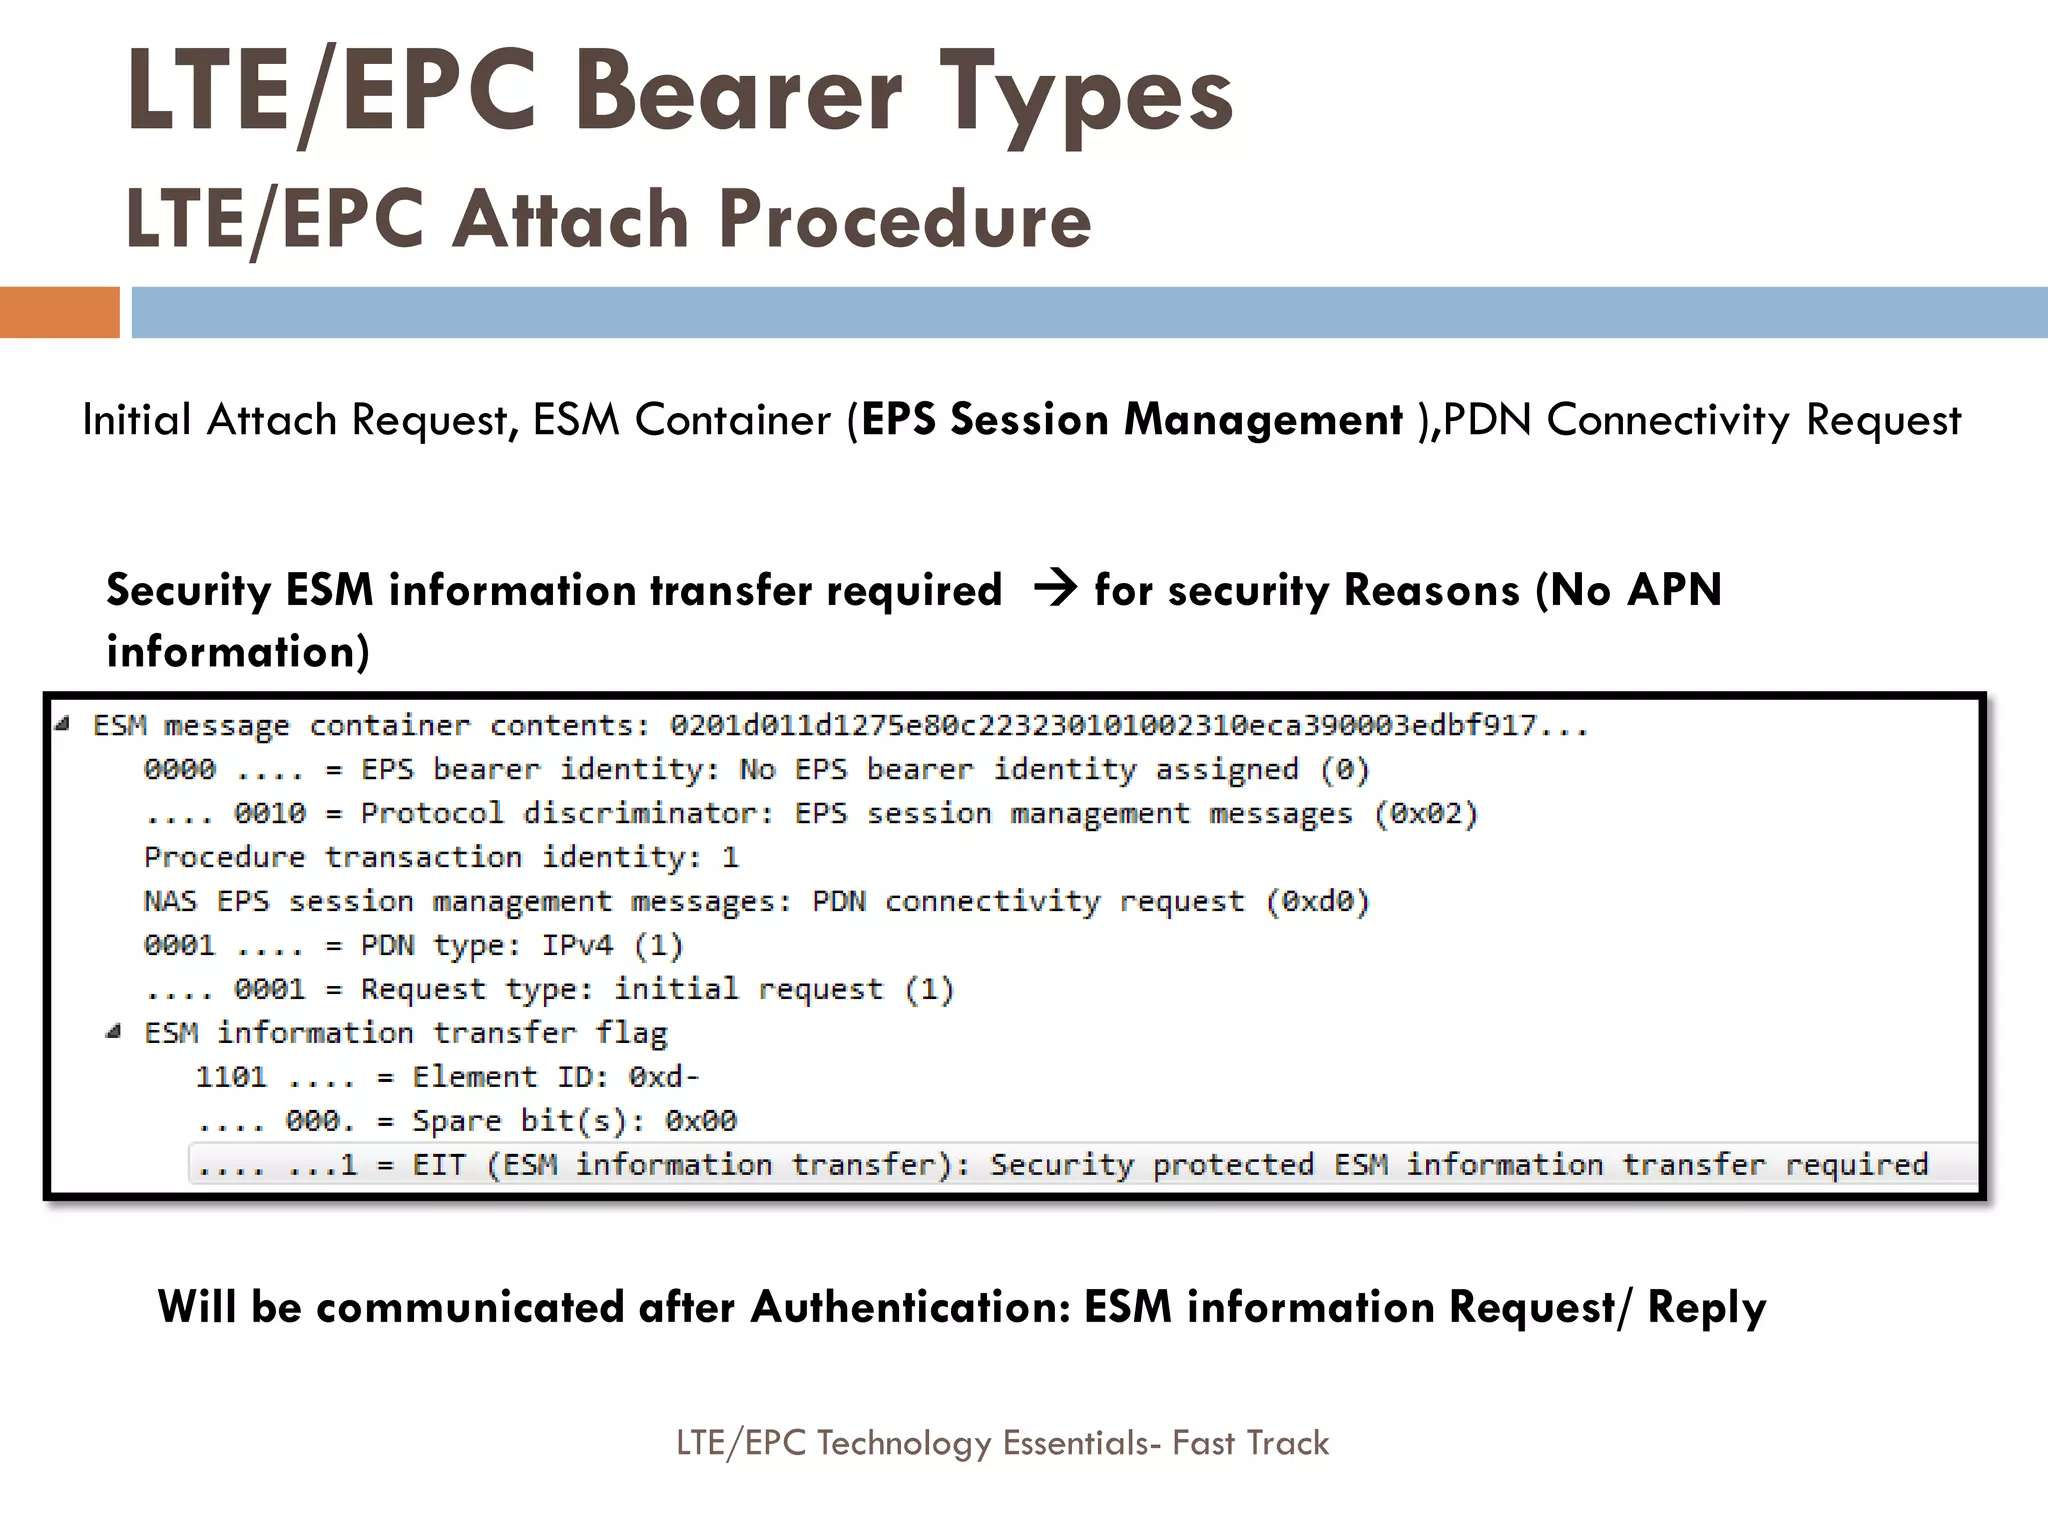 LTE/EPC Bearer Types
LTE/EPC Attach Procedure
Initial Attach Request, ESM Container (EPS Session Management ),PDN Connectivity Request
Security ESM information transfer required → for security Reasons (No APN
information)
ESM message container contents: 0201d011d1275e80c223230101002310eca390003edbf917...
0000 .... = EPS bearer identity: No EPS bearer identity assigned (0)
.... 0010 = Protocol discriminator: EPS session management messages (0x02)
Procedure transaction identity: 1
NAS EPS session management messages: PDN connectivity request (0xd0)
0001 .... = PDN type: IPv4 (1)
.... 0001 = Request type: initial request (1)
ESM information transfer flag
1101 .... = Element ID: 0xd-
.... 000. = Spare bit(s): 0x00
.... ...1 = EIT (ESM information transfer): Security protected ESM information transfer required
Will be communicated after Authentication: ESM information Request/ Reply
LTE/EPC Technology Essentials- Fast Track